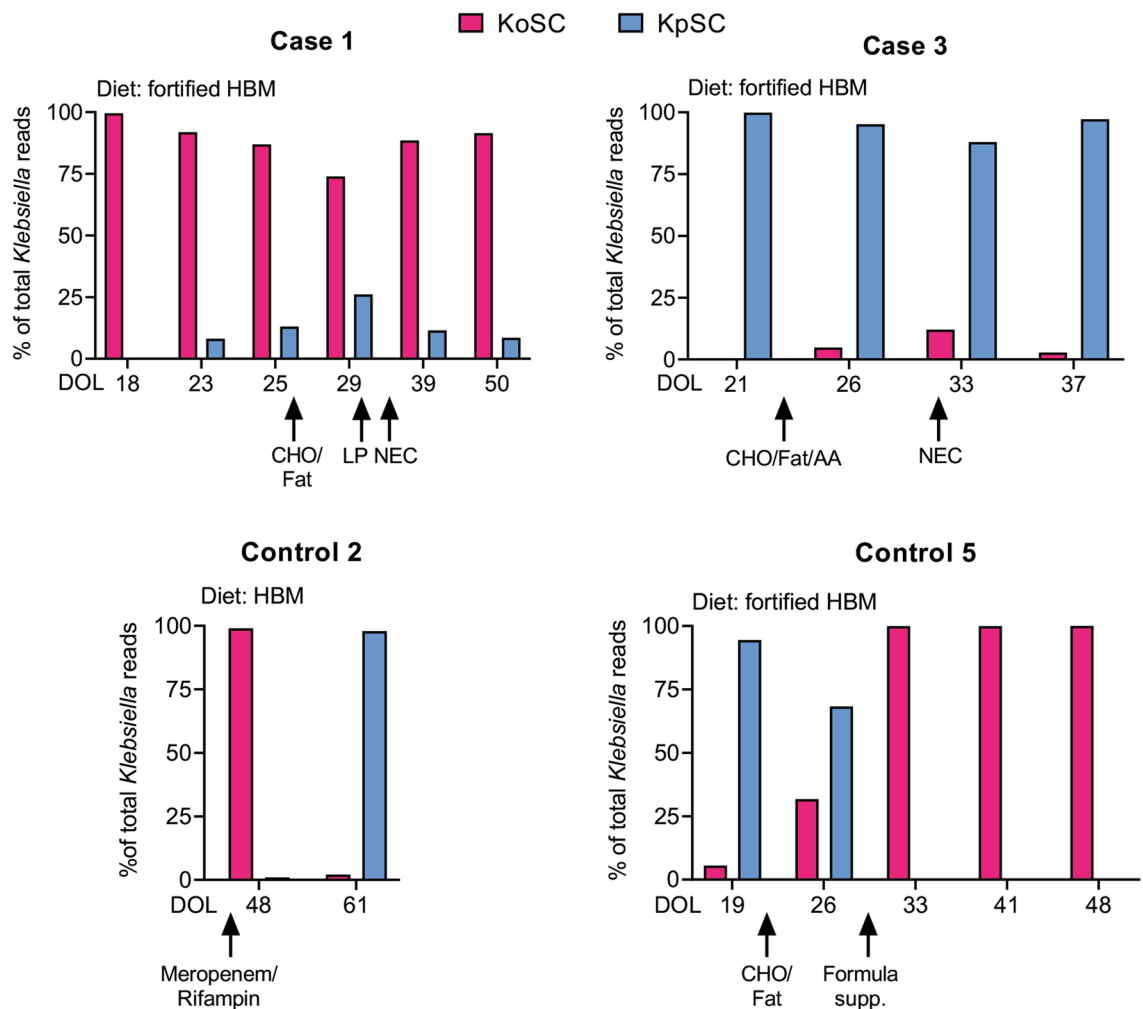 KoSC KpSC
Case 1
Diet: fortified HBM
% of total Klebsiella reads
100
75
50
25
0
DOL 18 23 25 29 39 50
CHO/
Fat
LP NEC
Case 3
Diet: fortified HBM
% of total Klebsiella reads
100
75
50
25
0
DOL 21 26 33 37
CHO/Fat/AA NEC
Control 2
Diet: HBM
%of total Klebsiella reads
100
75
50
25
0
DOL 48 61
Meropenem/
Rifampin
Control 5
Diet: fortified HBM
% of total Klebsiella reads
100
75
50
25
0
DOL 19 26 33 41 48
CHO/
Fat
Formula
supp.